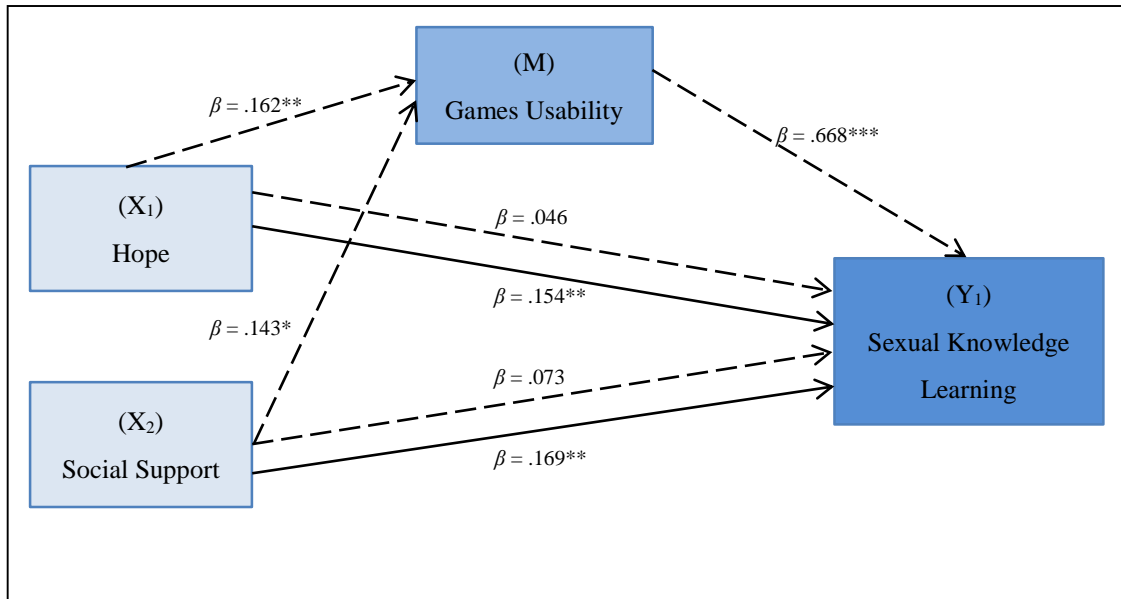 (M)
Games Usability
β = .162**
β = .668***
(X₁)
Hope
β = .046
β = .154**
(Y₁)
Sexual Knowledge
Learning
β = .143*
β = .073
(X₂)
Social Support
β = .169**